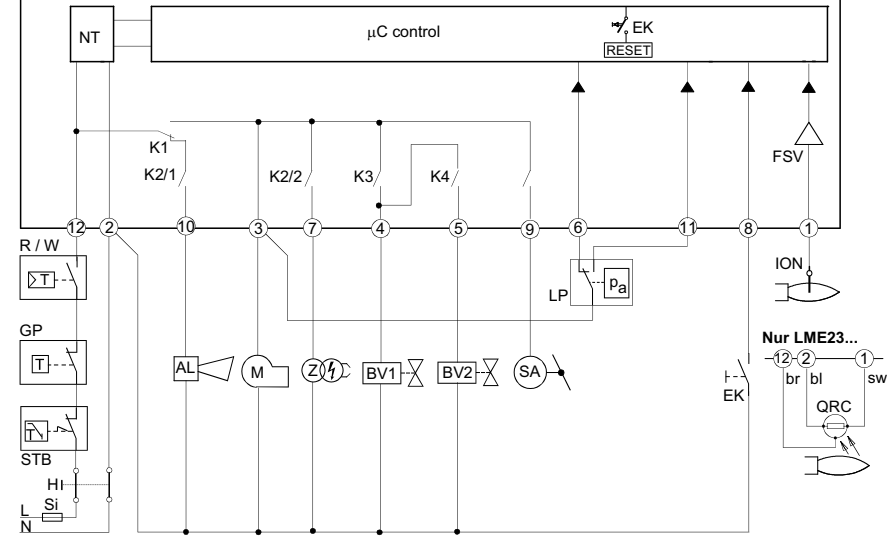 NT
μC control
EK
RESET
K1
FSV
K2/1
K2/2
K3
K4
12
2
10
3
7
4
5
9
6
11
8
1
R / W
T
LP
pa
ION
GP
T
Nur LME23...
12
2
1
AL
M
Z
BV1
BV2
SA
EK
br
bl
sw
QRC
T
STB
H
Si
L
N